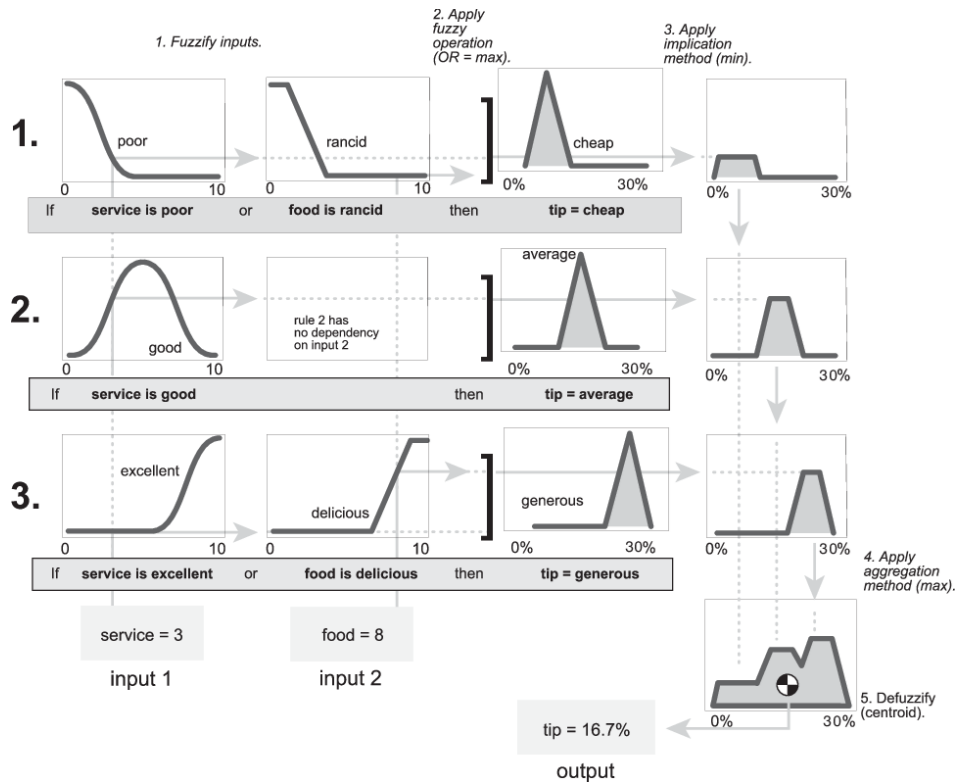 1. Fuzzify inputs.
2. Apply
fuzzy
operation
(OR = max).
3. Apply
implication
method (min).
1.
poor
0
10
rancid
0
10
cheap
0%
30%
0%
30%
If service is poor or food is rancid then tip = cheap
2.
good
rule 2 has
no dependency
on input 2
average
0%
30%
0%
30%
If service is good then tip = average
3.
excellent
0
10
delicious
0
10
generous
0%
30%
0%
30%
If service is excellent or food is delicious then tip = generous
4. Apply
aggregation
method (max).
service = 3
input 1
food = 8
input 2
0%
30%
5. Defuzzify
(centroid).
tip = 16.7%
output